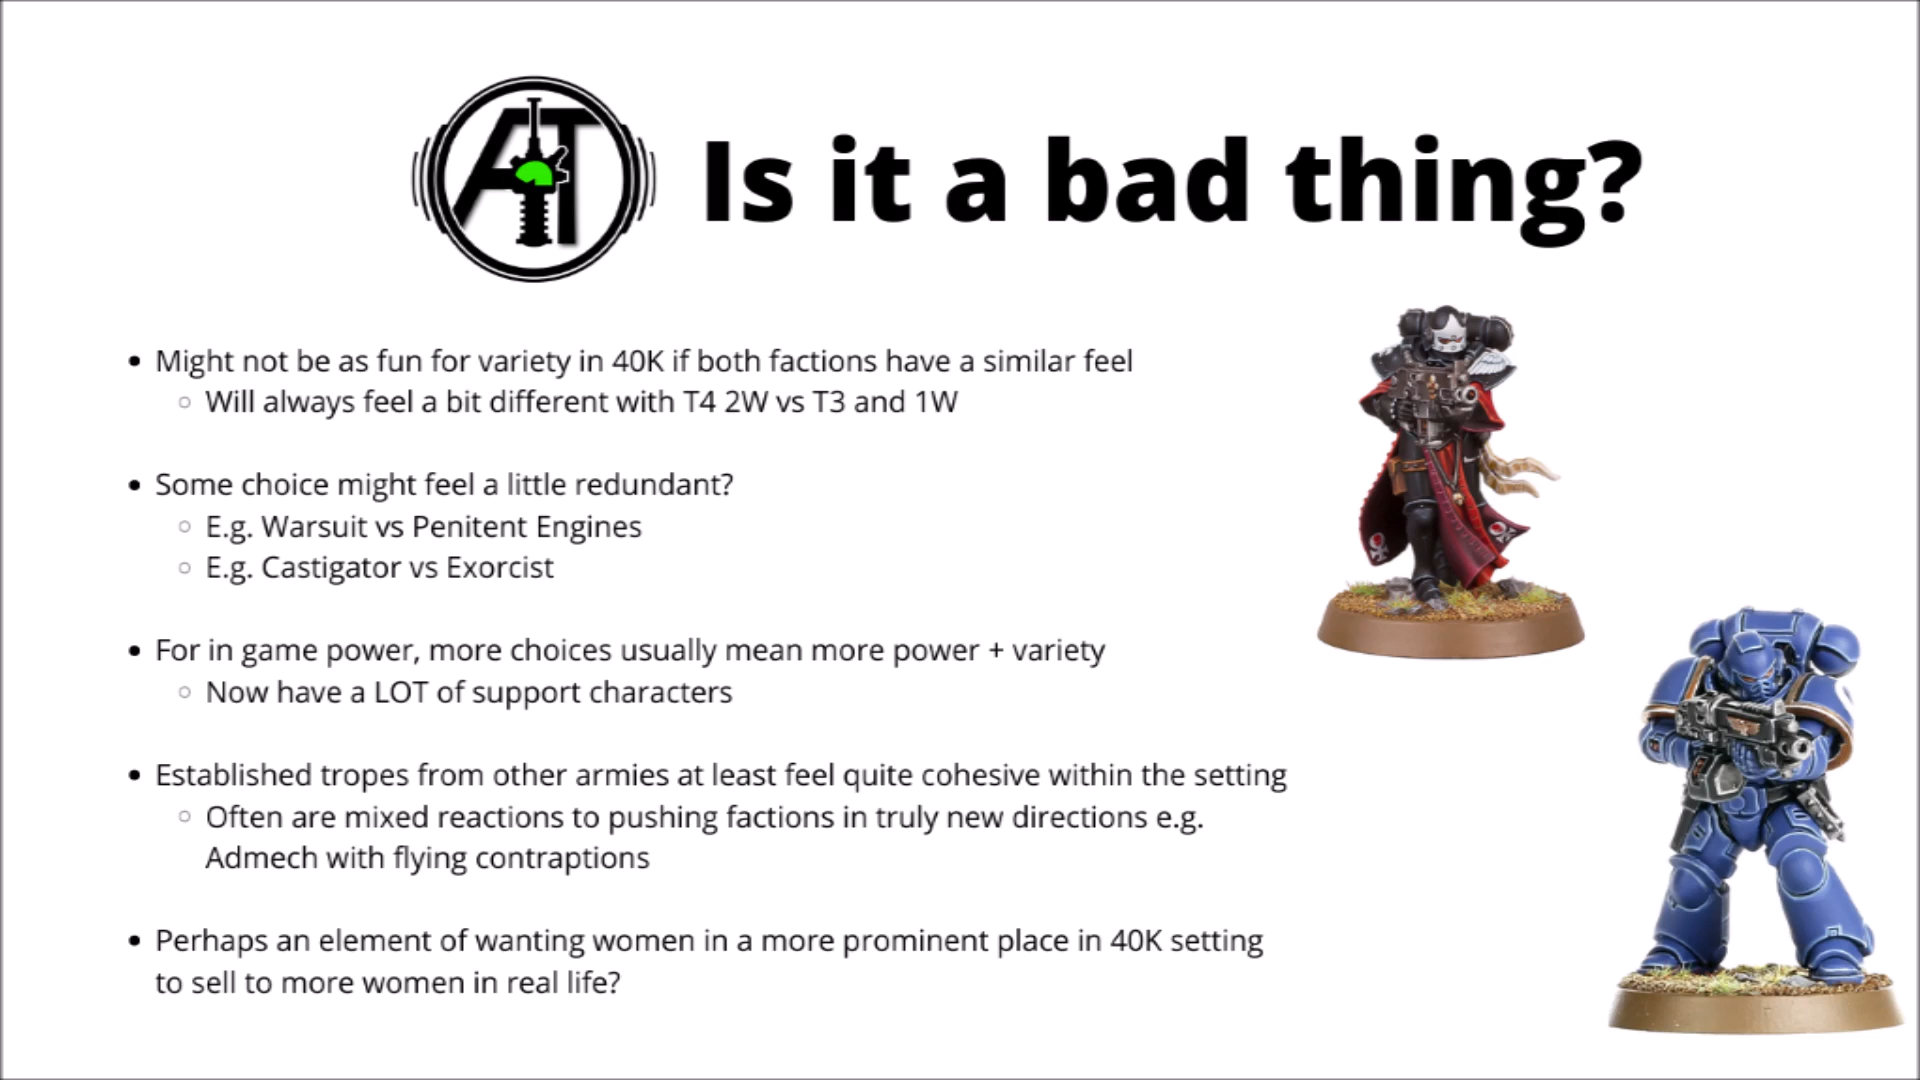 AT
Is it a bad thing?
• Might not be as fun for variety in 40K if both factions have a similar feel
○ Will always feel a bit different with T4 2W vs T3 and 1W
• Some choice might feel a little redundant?
○ E.g. Warsuit vs Penitent Engines
○ E.g. Castigator vs Exorcist
• For in game power, more choices usually mean more power + variety
○ Now have a LOT of support characters
• Established tropes from other armies at least feel quite cohesive within the setting
○ Often are mixed reactions to pushing factions in truly new directions e.g.
Admech with flying contraptions
• Perhaps an element of wanting women in a more prominent place in 40K setting
to sell to more women in real life?